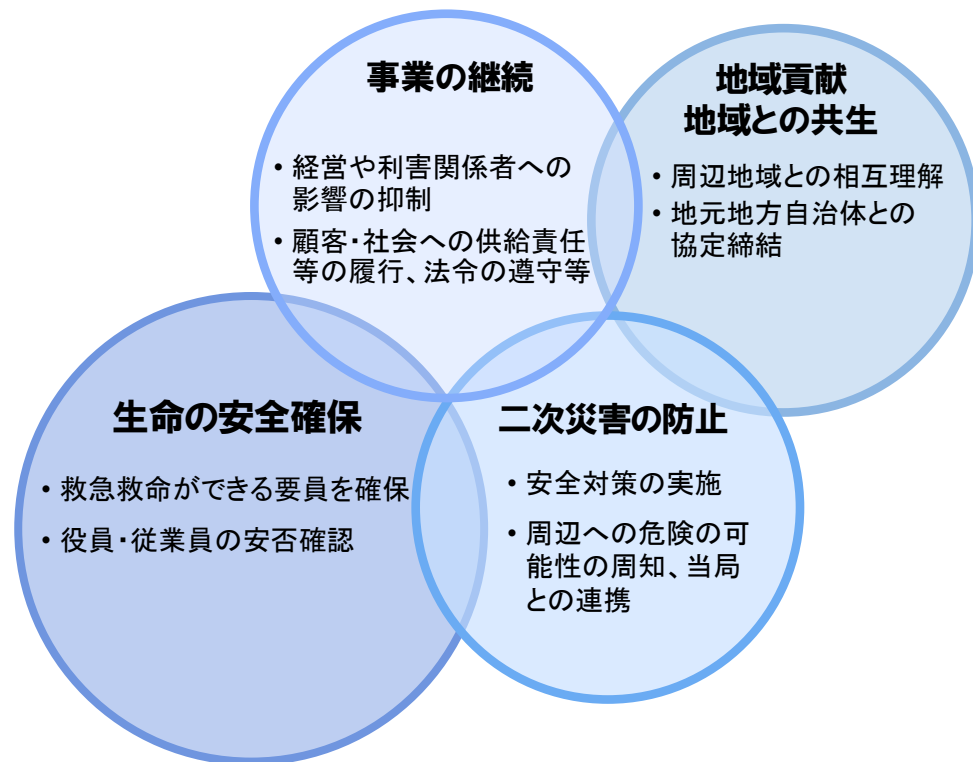 事業の継続
・経営や利害関係者への
影響の抑制
・顧客・社会への供給責任
等の履行、法令の遵守等
地域貢献
地域との共生
・周辺地域との相互理解
・地元地方自治体との
協定締結
生命の安全確保
・救急救命ができる要員を確保
・役員・従業員の安否確認
二次災害の防止
・安全対策の実施
・周辺への危険の可
能性の周知、当局
との連携